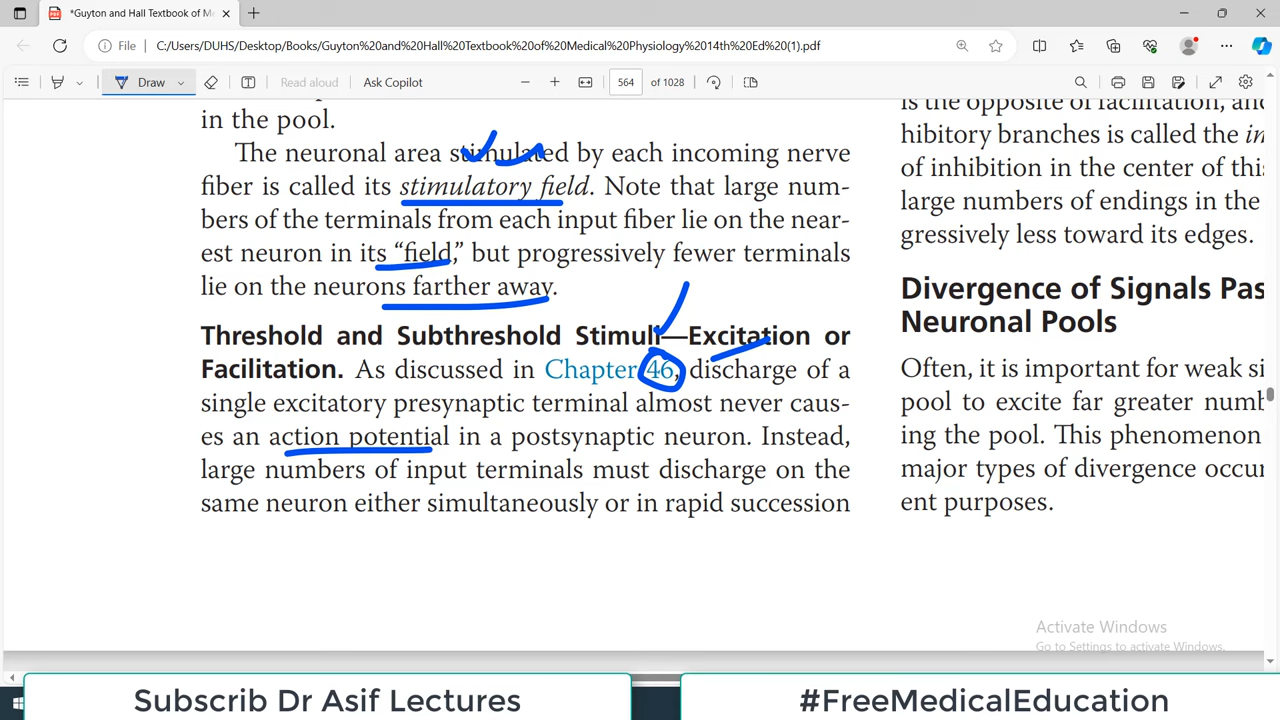 *Guyton and Hall Textbook of Me
File
C:/Users/DUHS/Desktop/Books/Guyton%20and%20Hall%20Textbook%20of%20Medical%20Physiology%2014th%20Ed%20(1).pdf
Draw
Read aloud
Ask Copilot
564 of 1028
in the pool.
The neuronal area stimulated by each incoming nerve
fiber is called its stimulatory field. Note that large num-
bers of the terminals from each input fiber lie on the near-
est neuron in its “field,” but progressively fewer terminals
lie on the neurons farther away.
Threshold and Subthreshold Stimuli—Excitation or
Facilitation. As discussed in Chapter 46, discharge of a
single excitatory presynaptic terminal almost never caus-
es an action potential in a postsynaptic neuron. Instead,
large numbers of input terminals must discharge on the
same neuron either simultaneously or in rapid succession
is the opposite of facilitation, and
hibitory branches is called the in
of inhibition in the center of this
large numbers of endings in the
gressively less toward its edges.
Divergence of Signals Pas
Neuronal Pools
Often, it is important for weak si
pool to excite far greater numb
ing the pool. This phenomenon
major types of divergence occur
ent purposes.
Activate Windows
Go to Settings to activate Windows.
Subscrib Dr Asif Lectures
#FreeMedicalEducation